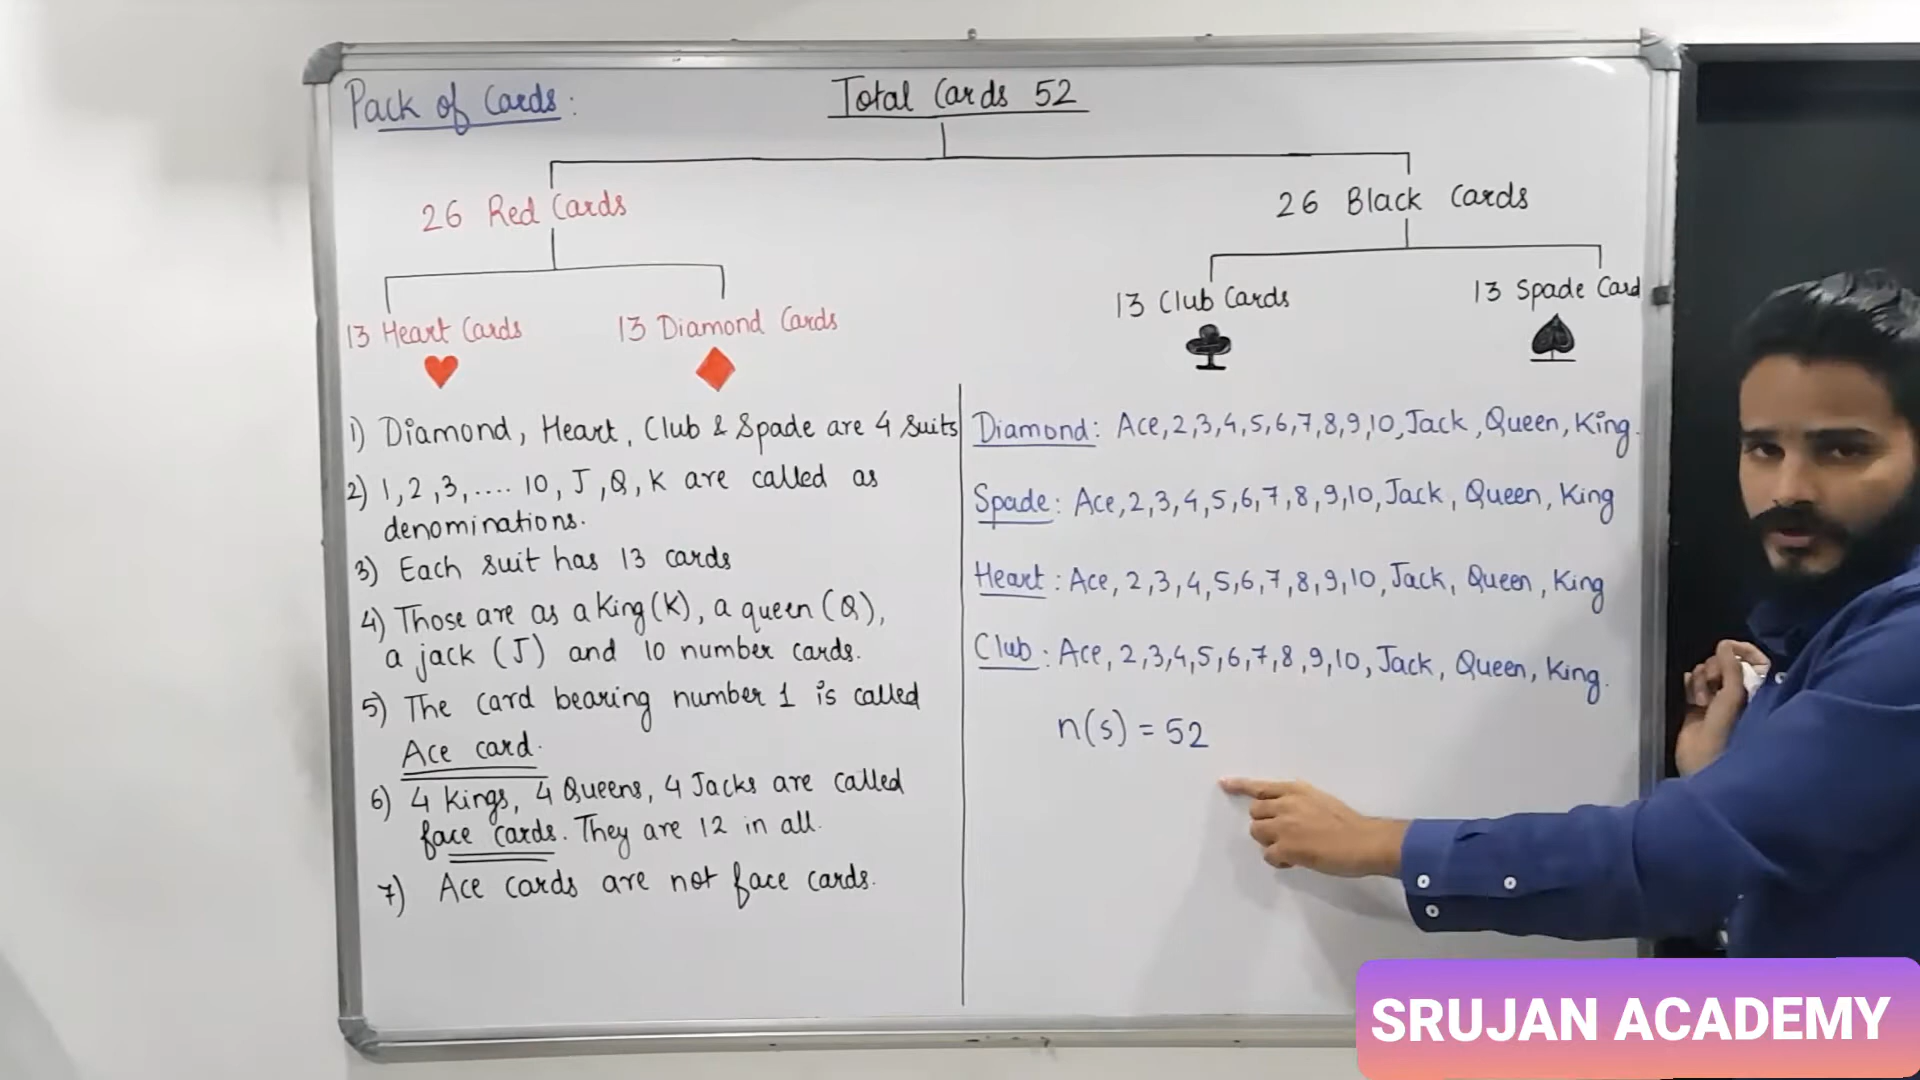 Pack of Cards:
Total Cards 52
26 Red Cards
26 Black Cards
13 Heart Cards
13 Diamond Cards
13 Club Cards
13 Spade Card
1) Diamond, Heart, Club & Spade are 4 Suits
2) 1,2,3,.... 10, J, Q, K are called as
denominations.
3) Each suit has 13 cards
4) Those are as a King(K), a queen (Q),
a jack (J) and 10 number cards.
5) The card bearing number 1 is called
Ace card.
6) 4 Kings, 4 Queens, 4 Jacks are called
face cards. They are 12 in all.
7) Ace cards are not face cards.
Diamond: Ace,2,3,4,5,6,7,8,9,10,Jack,Queen,King.
Spade: Ace,2,3,4,5,6,7,8,9,10,Jack, Queen, King
Heart: Ace, 2,3,4,5,6,7,8,9,10, Jack, Queen, King
Club: Ace, 2,3,4,5,6,7,8,9,10, Jack, Queen, King.
n(s) = 52
SRUJAN ACADEMY